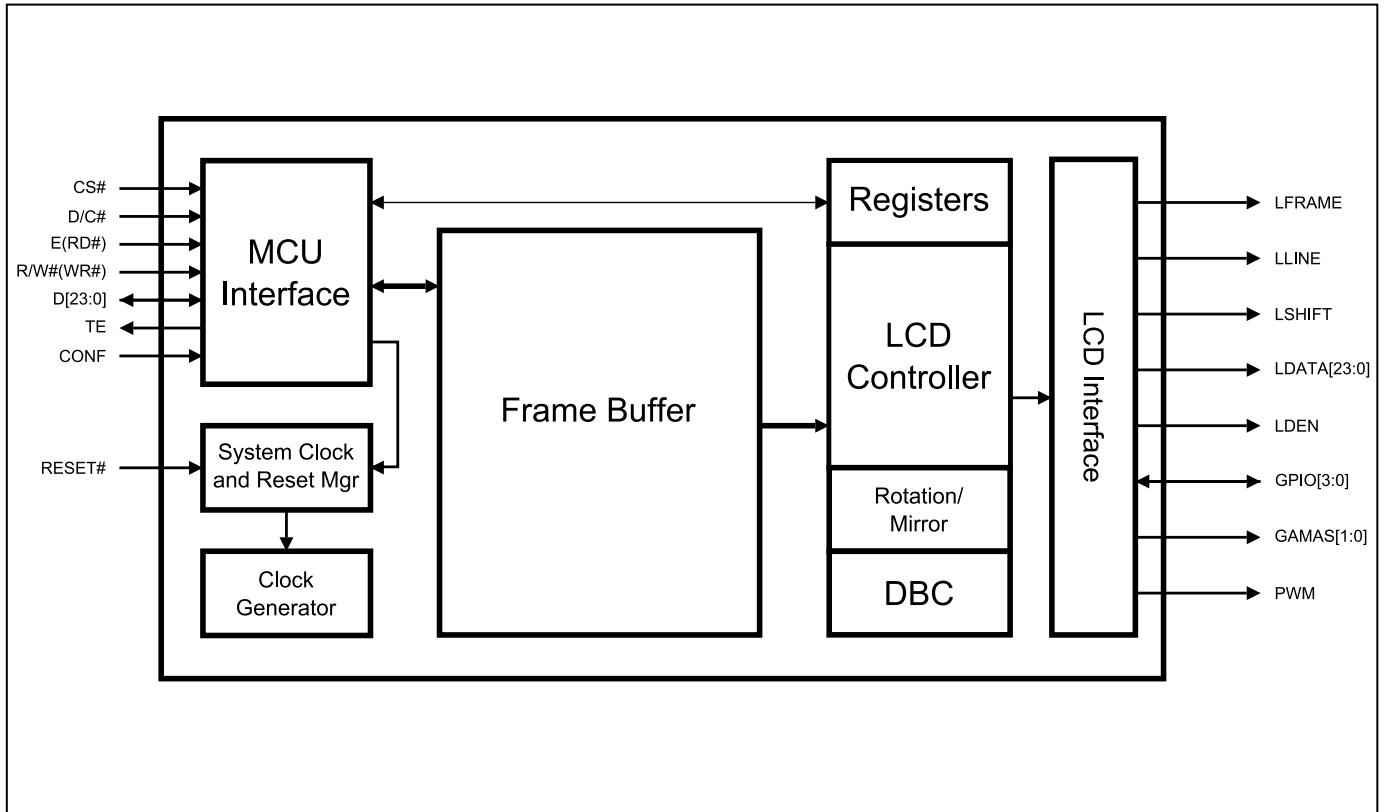 CS#
D/C#
E(RD#)
R/W#(WR#)
D[23:0]
TE
CONF
RESET#
MCU
Interface
System Clock
and Reset Mgr
Clock
Generator
Frame Buffer
Registers
LCD
Controller
Rotation/
Mirror
DBC
LCD Interface
LFRAME
LLINE
LSHIFT
LDATA[23:0]
LDEN
GPIO[3:0]
GAMAS[1:0]
PWM